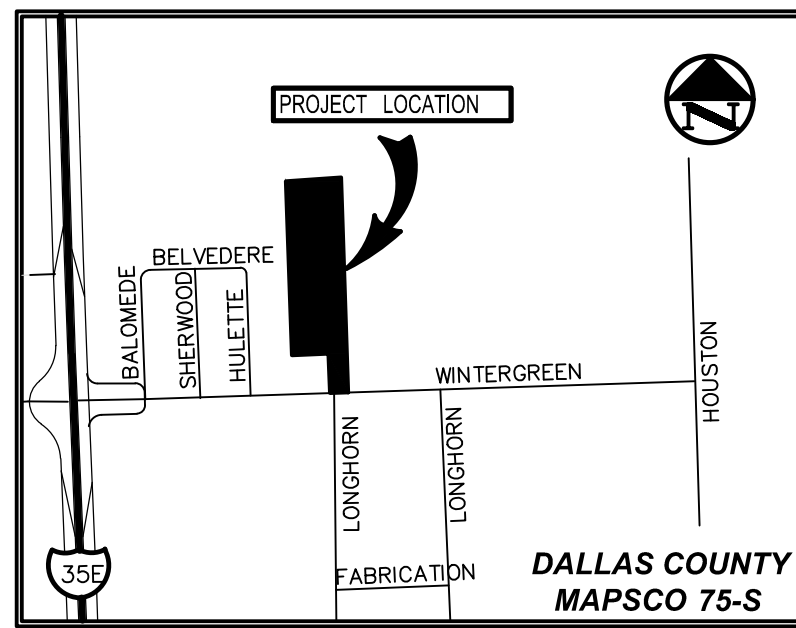 PROJECT LOCATION
N
BELVEDERE
BALOMEDE
SHERWOOD
HULETTE
WINTERGREEN
HOUSTON
LONGHORN
LONGHORN
35E
FABRICATION
DALLAS COUNTY
MAPSCO 75-S